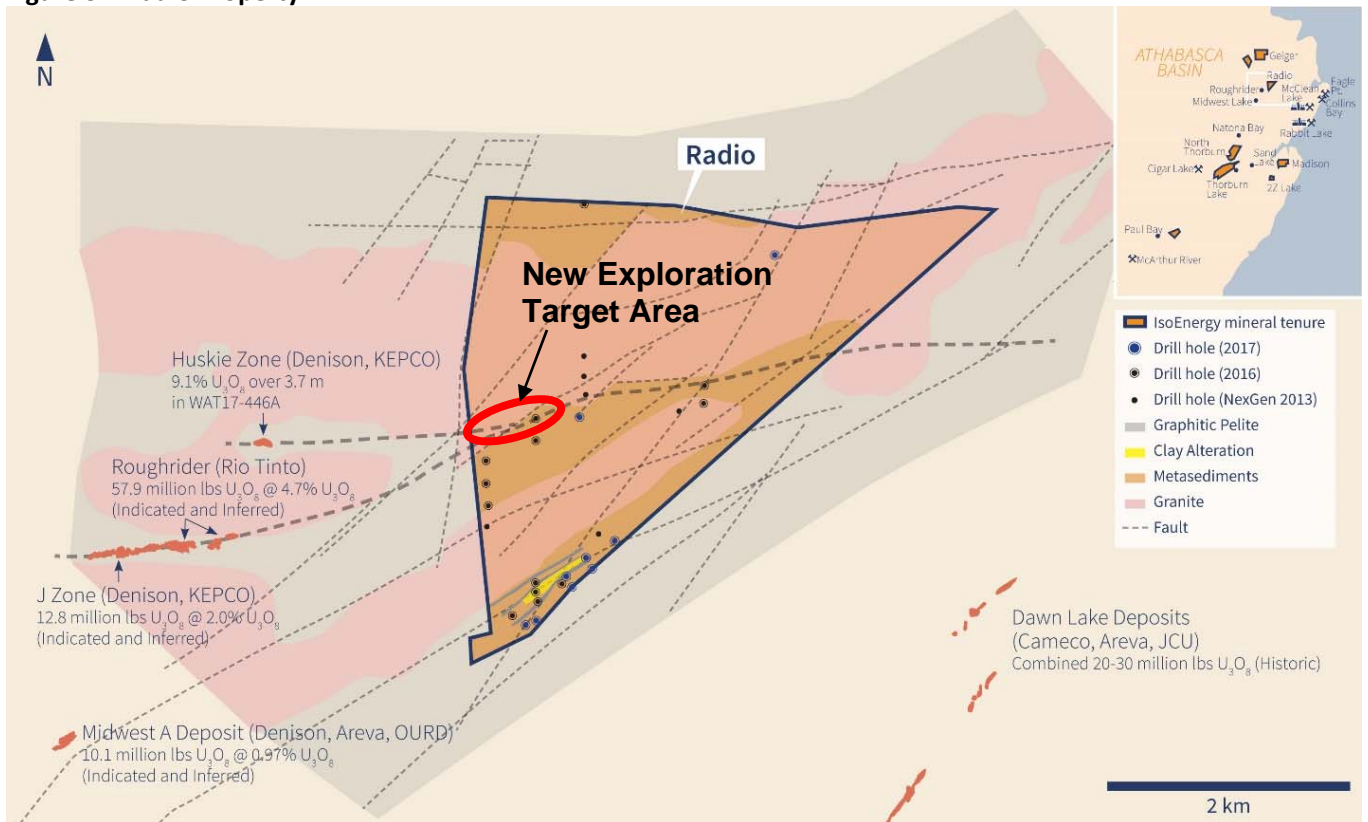 N
Radio
New Exploration
Target Area
Huskie Zone (Denison, KEPCO)
9.1% U₃O₈ over 3.7 m
in WAT17-446A
Roughrider (Rio Tinto)
57.9 million lbs U₃O₈ @ 4.7% U₃O₈
(Indicated and Inferred)
J Zone (Denison, KEPCO)
12.8 million lbs U₃O₈ @ 2.0% U₃O₈
(Indicated and Inferred)
Midwest A Deposit (Denison, Areva, OURD)
10.1 million lbs U₃O₈ @ 0.97% U₃O₈
(Indicated and Inferred)
Dawn Lake Deposits
(Cameco, Areva, JCU)
Combined 20-30 million lbs U₃O₈ (Historic)
2 km
ATHABASCA
BASIN
Geiger
Radio
Roughrider
McClean
Lake
Eagle
Pt.
Midwest Lake
Collins
Bay
Rabbit Lake
Natona Bay
North
Thorburn
Sand
Lake
Madison
Cigar Lake
Thorburn
Lake
2Z Lake
Paul Bay
McArthur River
IsoEnergy mineral tenure
Drill hole (2017)
Drill hole (2016)
Drill hole (NexGen 2013)
Graphitic Pelite
Clay Alteration
Metasediments
Granite
Fault